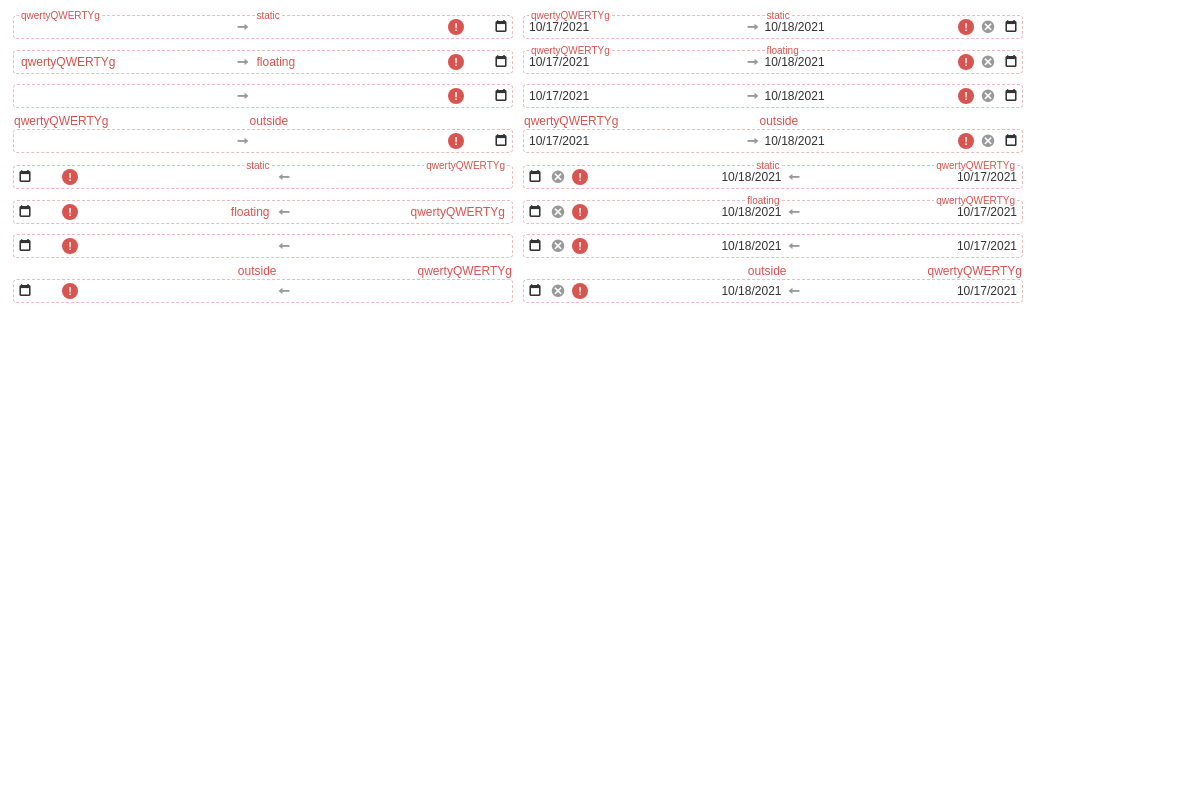 qwertyQWERTYg static qwertyQWERTYg static
! 10/17/2021 10/18/2021 !
qwertyQWERTYg floating
qwertyQWERTYg floating ! 10/17/2021 10/18/2021 !
! 10/17/2021 10/18/2021 !
qwertyQWERTYg outside qwertyQWERTYg outside
! 10/17/2021 10/18/2021 !
static qwertyQWERTYg static qwertyQWERTYg
! ! 10/18/2021 10/17/2021
floating qwertyQWERTYg
! floating qwertyQWERTYg ! 10/18/2021 10/17/2021
! ! 10/18/2021 10/17/2021
outside qwertyQWERTYg outside qwertyQWERTYg
! ! 10/18/2021 10/17/2021